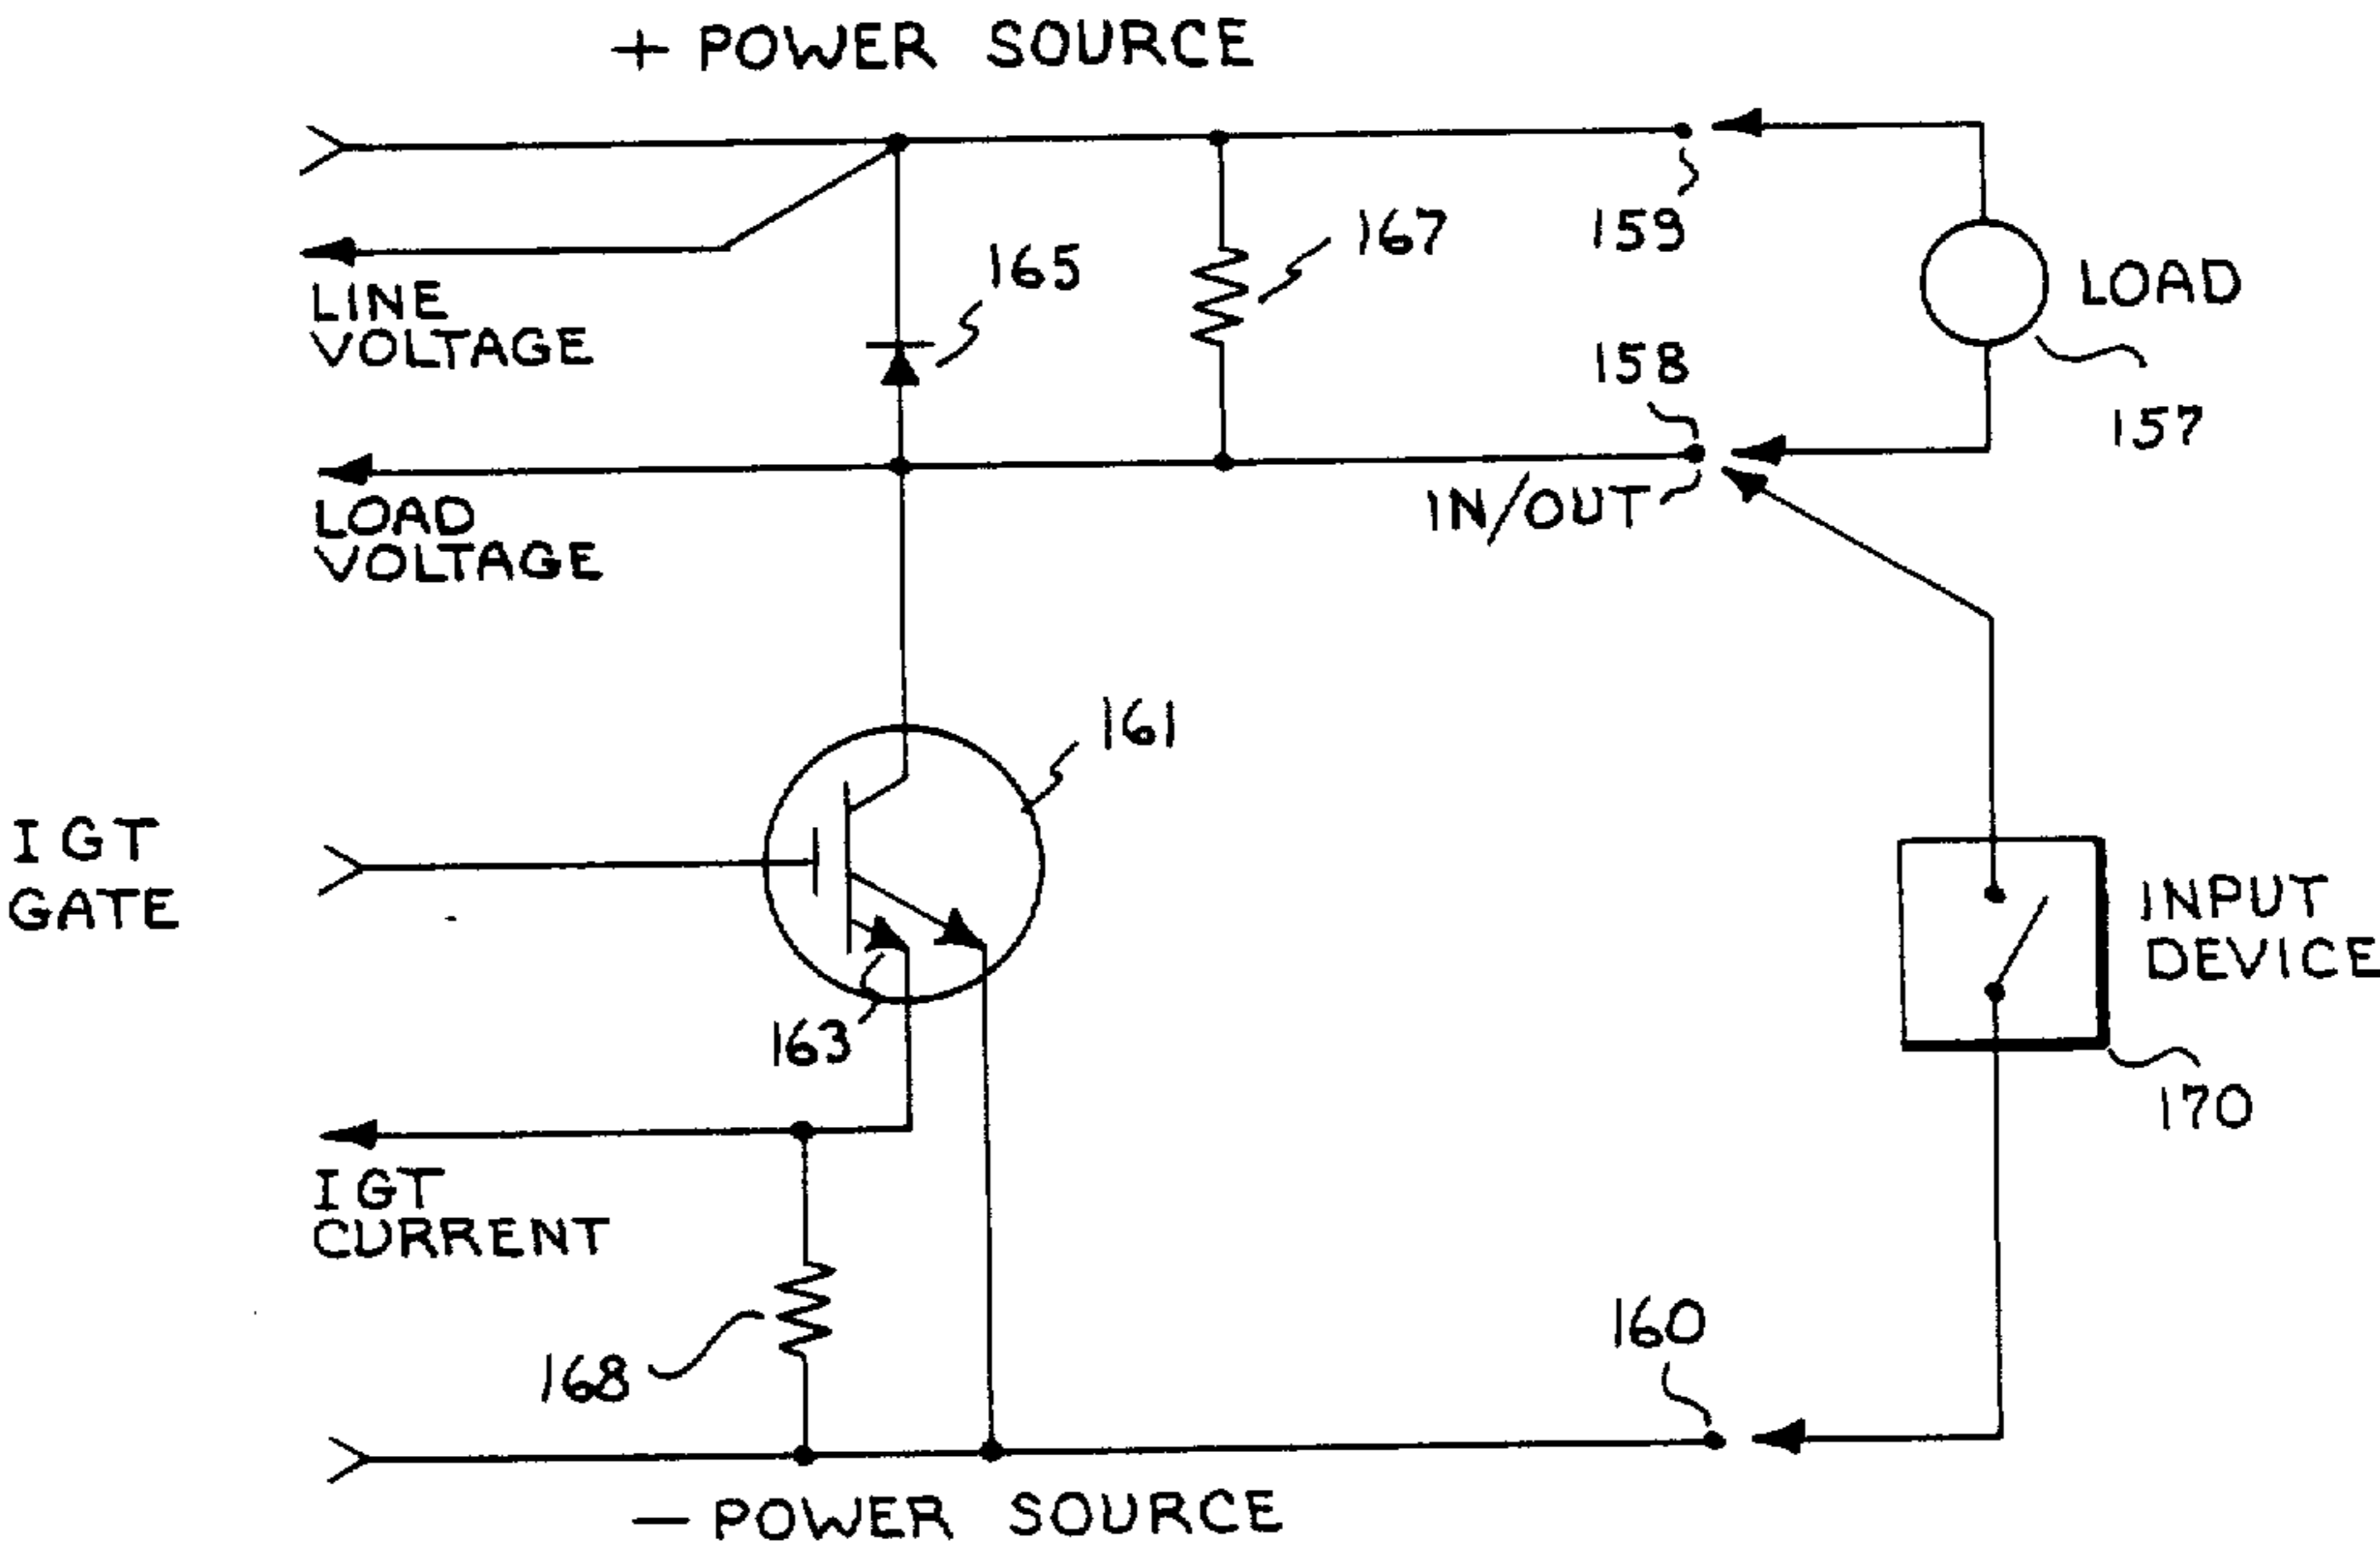 + POWER SOURCE
159
LOAD
LINE
VOLTAGE
165
167
158
157
IN/OUT
LOAD
VOLTAGE
161
IGT
GATE
INPUT
DEVICE
163
170
IGT
CURRENT
168
160
— POWER SOURCE